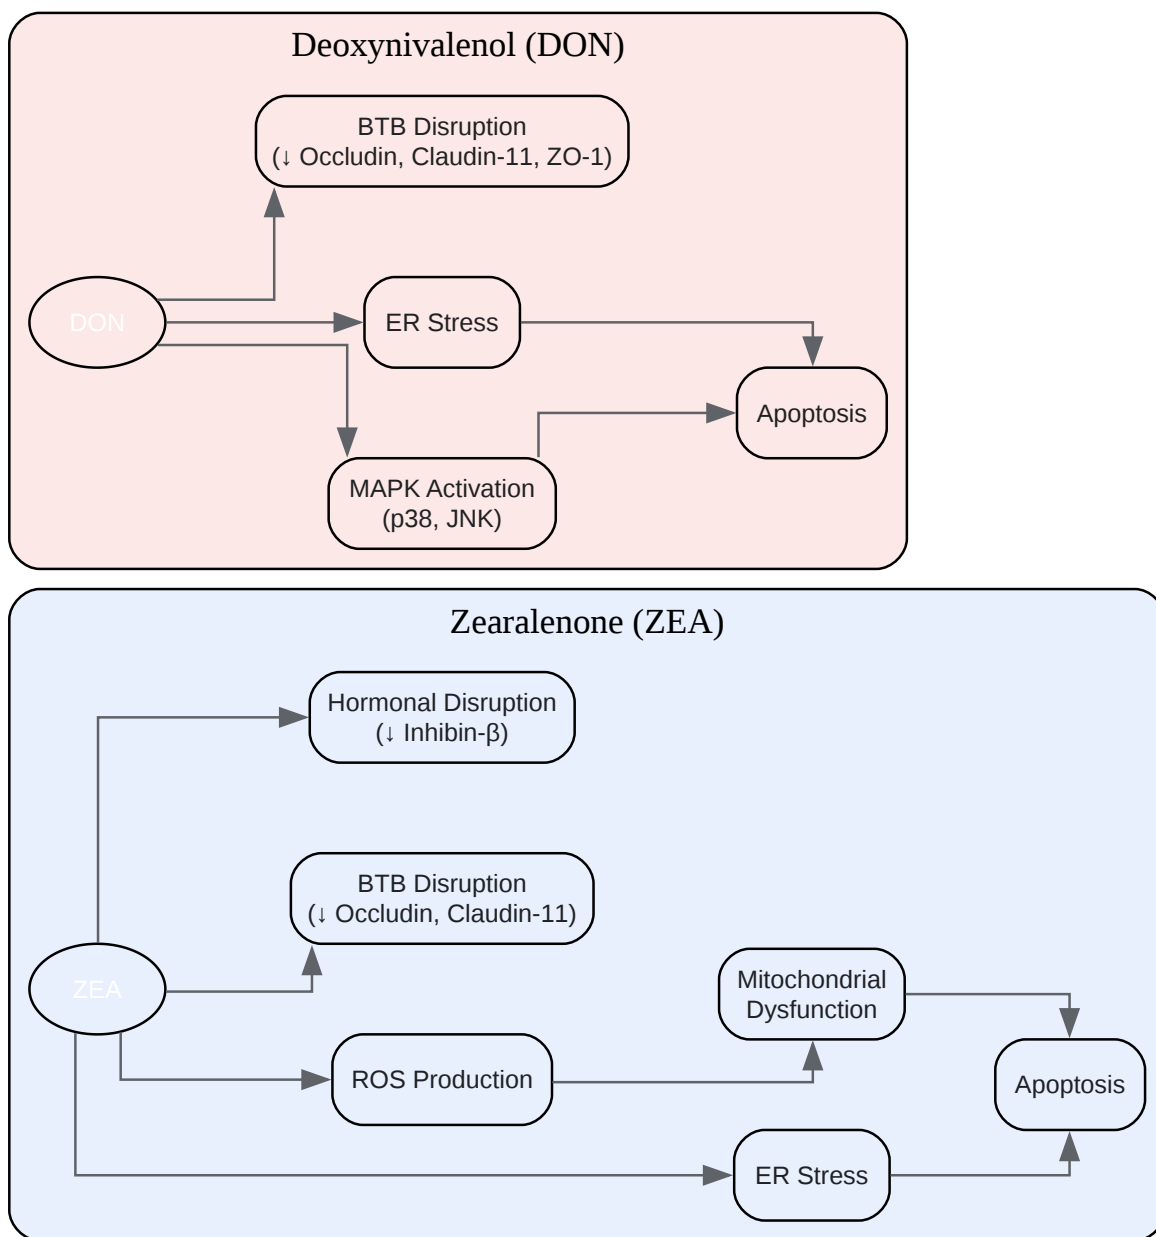 Deoxynivalenol (DON)
BTB Disruption
(↓ Occludin, Claudin-11, ZO-1)
DON
ER Stress
Apoptosis
MAPK Activation
(p38, JNK)
Zearalenone (ZEA)
Hormonal Disruption
(↓ Inhibin-β)
BTB Disruption
(↓ Occludin, Claudin-11)
ZEA
Mitochondrial
Dysfunction
ROS Production
Apoptosis
ER Stress